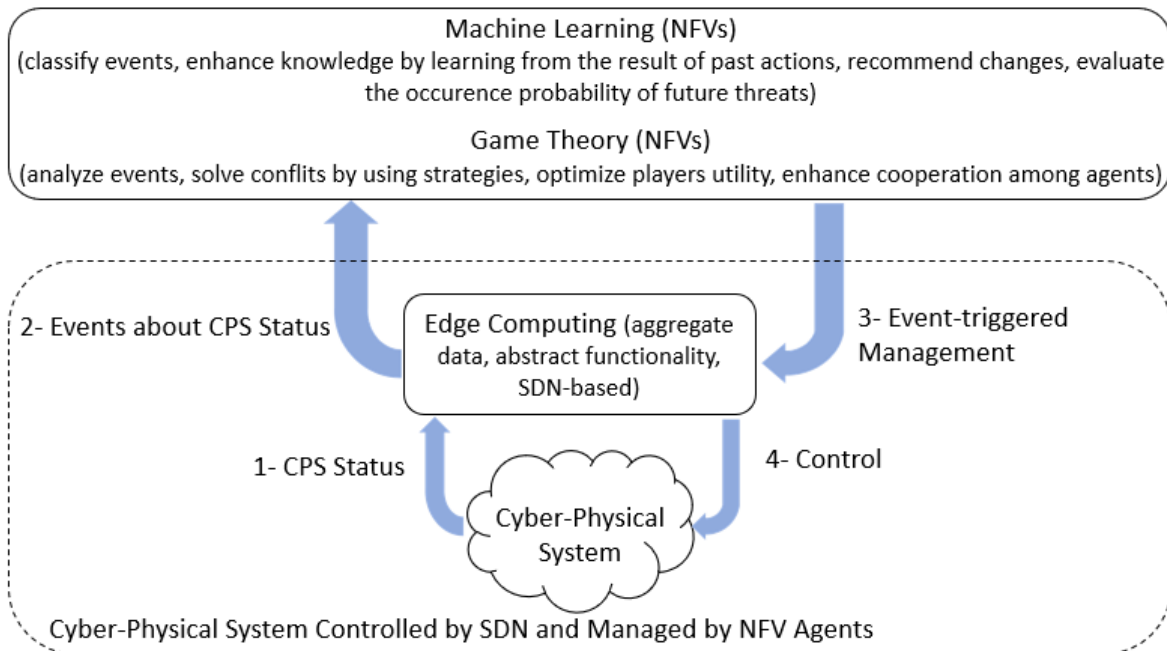 Machine Learning (NFVs)
(classify events, enhance knowledge by learning from the result of past actions, recommend changes, evaluate
the occurence probability of future threats)
Game Theory (NFVs)
(analyze events, solve conflits by using strategies, optimize players utility, enhance cooperation among agents)
2- Events about CPS Status
Edge Computing (aggregate
data, abstract functionality,
SDN-based)
3- Event-triggered
Management
1- CPS Status
4- Control
Cyber-Physical
System
Cyber-Physical System Controlled by SDN and Managed by NFV Agents